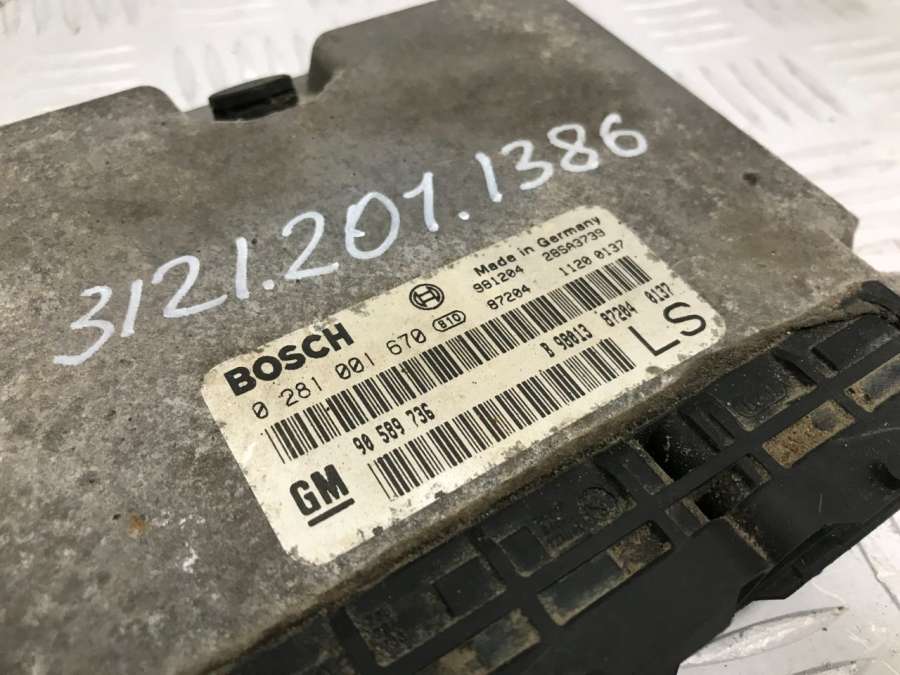 3121.201.1386
BOSCH
Made in Germany
0 281 001 670 B10
981204 28SA3739
87204 1120 0137
90 589 736
B 98013 87204 0137
GM
LS